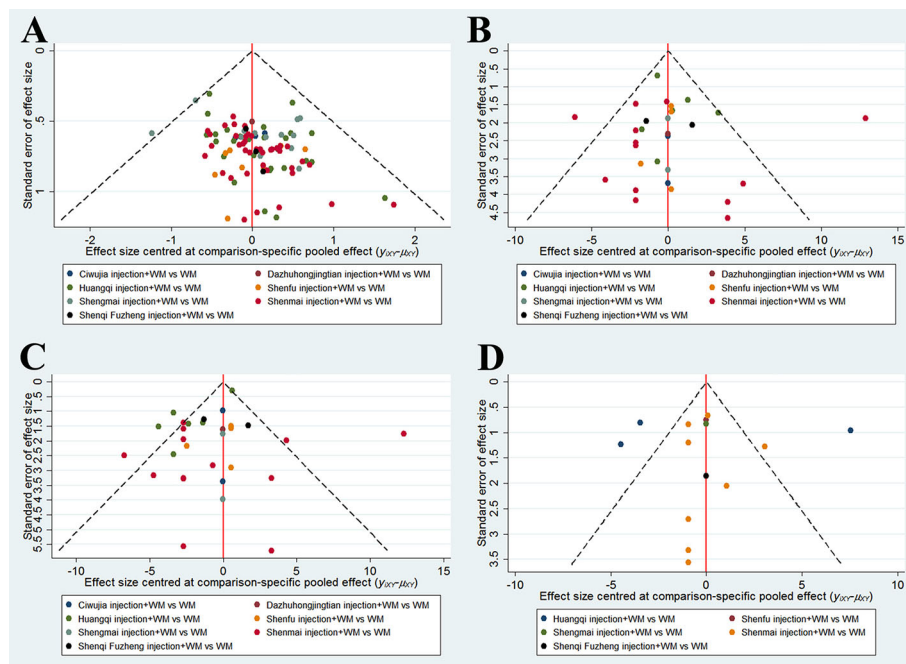 A
Standard error of effect size
0
.5
1
-2
-1
0
1
2
Effect size centred at comparison-specific pooled effect (yiXY-μXY)
Ciwujia injection+WM vs WM
Dazhuhongjingtian injection+WM vs WM
Huangqi injection+WM vs WM
Shenfu injection+WM vs WM
Shengmai injection+WM vs WM
Shenmai injection+WM vs WM
Shenqi Fuzheng injection+WM vs WM
B
Standard error of effect size
0
.5
1
1.5
2
2.5
3
3.5
4
4.5
-10
-5
0
5
10
15
Effect size centred at comparison-specific pooled effect (yiXY-μXY)
Ciwujia injection+WM vs WM
Dazhuhongjingtian injection+WM vs WM
Huangqi injection+WM vs WM
Shenfu injection+WM vs WM
Shengmai injection+WM vs WM
Shenmai injection+WM vs WM
Shenqi Fuzheng injection+WM vs WM
C
Standard error of effect size
0
.5
1
1.5
2
2.5
3
3.5
4
4.5
5
5.5
-10
-5
0
5
10
15
Effect size centred at comparison-specific pooled effect (yiXY-μXY)
Ciwujia injection+WM vs WM
Dazhuhongjingtian injection+WM vs WM
Huangqi injection+WM vs WM
Shenfu injection+WM vs WM
Shengmai injection+WM vs WM
Shenmai injection+WM vs WM
Shenqi Fuzheng injection+WM vs WM
D
Standard error of effect size
0
.5
1
1.5
2
2.5
3
3.5
-10
-5
0
5
10
Effect size centred at comparison-specific pooled effect (yiXY-μXY)
Huangqi injection+WM vs WM
Shenfu injection+WM vs WM
Shengmai injection+WM vs WM
Shenmai injection+WM vs WM
Shenqi Fuzheng injection+WM vs WM